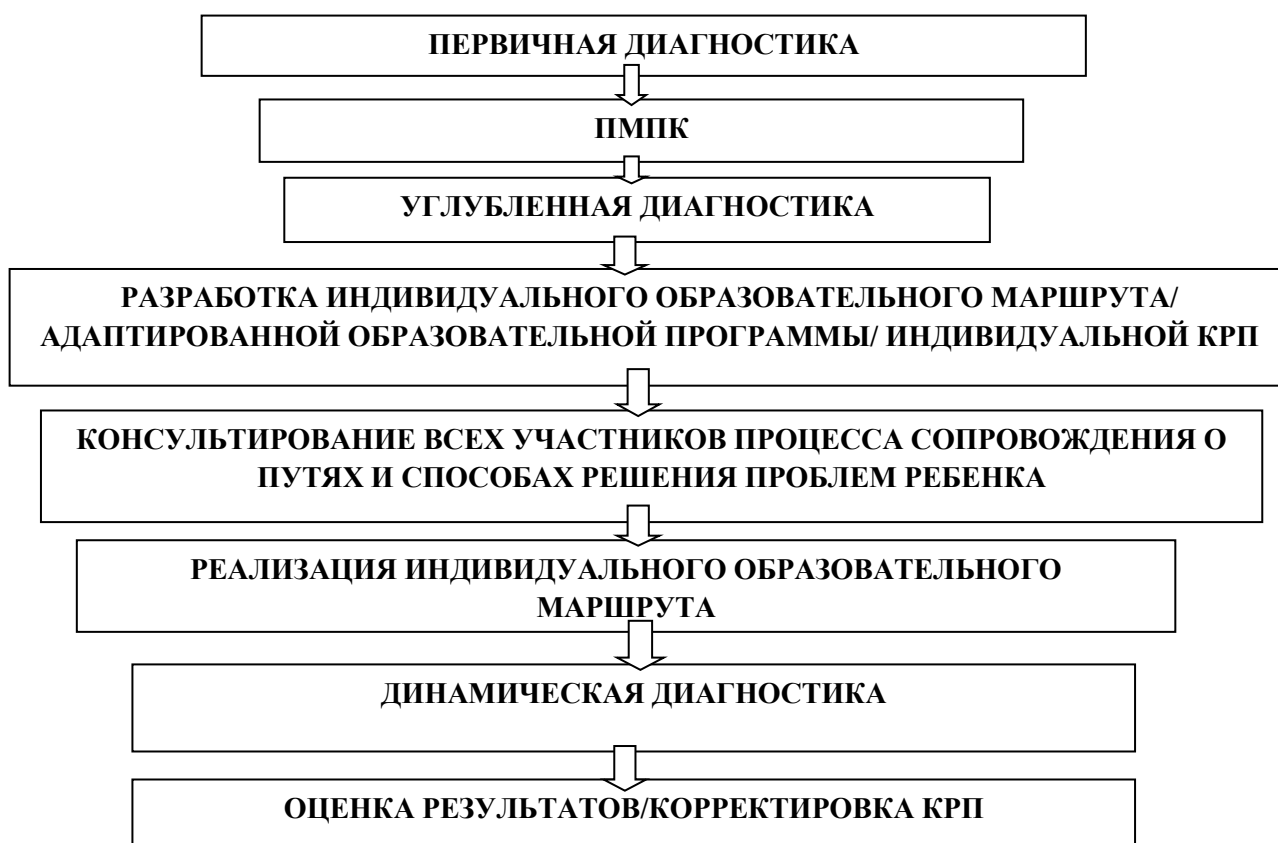 ПЕРВИЧНАЯ ДИАГНОСТИКА
ПМПК
УГЛУБЛЕННАЯ ДИАГНОСТИКА
РАЗРАБОТКА ИНДИВИДУАЛЬНОГО ОБРАЗОВАТЕЛЬНОГО МАРШРУТА/
АДАПТИРОВАННОЙ ОБРАЗОВАТЕЛЬНОЙ ПРОГРАММЫ/ ИНДИВИДУАЛЬНОЙ КРП
КОНСУЛЬТИРОВАНИЕ ВСЕХ УЧАСТНИКОВ ПРОЦЕССА СОПРОВОЖДЕНИЯ О
ПУТЯХ И СПОСОБАХ РЕШЕНИЯ ПРОБЛЕМ РЕБЕНКА
РЕАЛИЗАЦИЯ ИНДИВИДУАЛЬНОГО ОБРАЗОВАТЕЛЬНОГО
МАРШРУТА
ДИНАМИЧЕСКАЯ ДИАГНОСТИКА
ОЦЕНКА РЕЗУЛЬТАТОВ/КОРРЕКТИРОВКА КРП